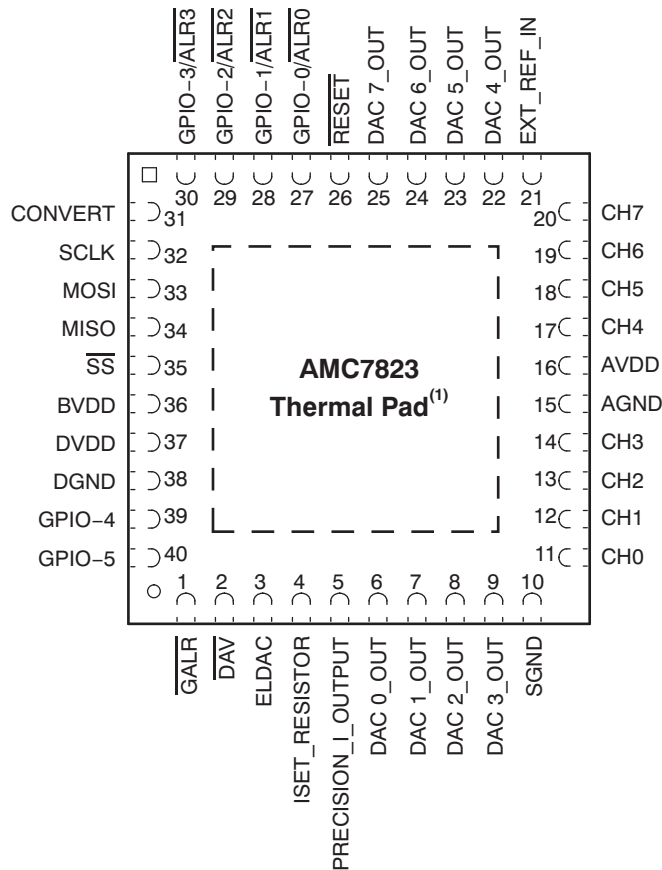 GPIO–3/ALR3
GPIO–2/ALR2
GPIO–1/ALR1
GPIO–0/ALR0
RESET
DAC 7_OUT
DAC 6_OUT
DAC 5_OUT
DAC 4_OUT
EXT_REF_IN
30 29 28 27 26 25 24 23 22 21
CONVERT 31 20 CH7
SCLK 32 19 CH6
MOSI 33 18 CH5
MISO 34 17 CH4
SS 35 16 AVDD
BVDD 36 15 AGND
DVDD 37 14 CH3
DGND 38 13 CH2
GPIO–4 39 12 CH1
GPIO–5 40 11 CH0
AMC7823
Thermal Pad(1)
1 2 3 4 5 6 7 8 9 10
GALR
DAV
ELDAC
ISET_RESISTOR
PRECISION_I_OUTPUT
DAC 0_OUT
DAC 1_OUT
DAC 2_OUT
DAC 3_OUT
SGND